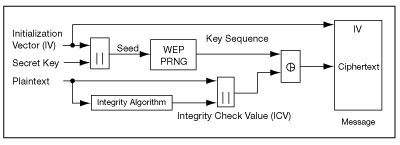 Initialization
Vector (IV)
Secret Key
Plaintext
Seed
WEP
PRNG
Key Sequence
Integrity Algorithm
Integrity Check Value (ICV)
IV
Ciphertext
Message